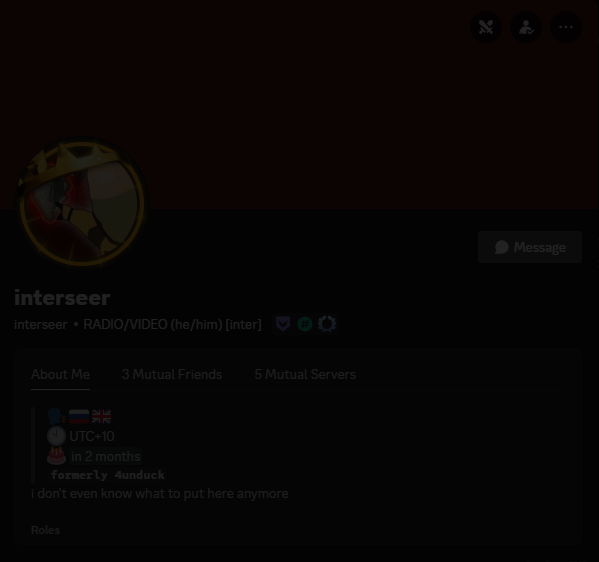 Message
interseer
interseer • RADIO/VIDEO (he/him) [inter]
About Me 3 Mutual Friends 5 Mutual Servers
UTC+10
in 2 months
formerly 4unduck
i don't even know what to put here anymore
Roles